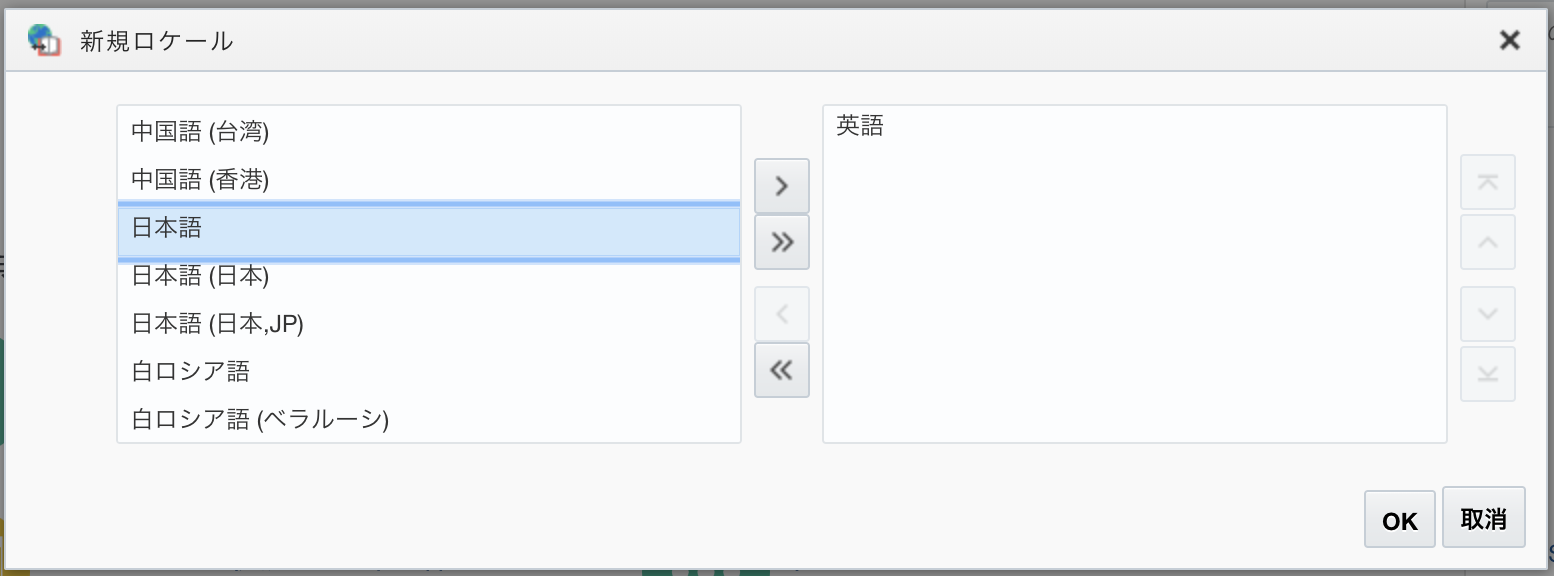 新規ロケール
中国語 (台湾)
中国語 (香港)
日本語
日本語 (日本)
日本語 (日本,JP)
白ロシア語
白ロシア語 (ベラルーシ)
英語
OK
取消